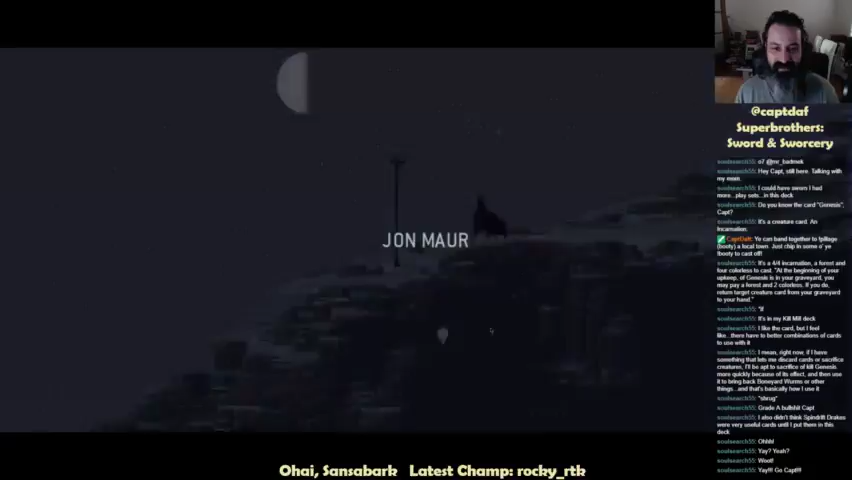 JON MAUR
@captdaf
Superbrothers:
Sword & Sworcery
soulsearch55: o7 @mr_badmek
soulsearch55: Hey Capt, still here. Talking with
my mom.
soulsearch55: I could have sworn I had
more...play sets...in this deck
soulsearch55: Do you know the card "Genesis",
Capt?
soulsearch55: It's a creature card. An
Incarnation.
CaptDaft: Ye can band together to !pillage
(booty) a local town. Just chip in some o' ye
!booty to cast off!
soulsearch55: It's a 4/4 incarnation, a forest and
four colorless to cast. "At the beginning of your
upkeep, of Genesis is in your graveyard, you
may pay a forest and 2 colorless. If you do,
return target creature card from your graveyard
to your hand."
soulsearch55: *if
soulsearch55: It's in my Kill Mill deck
soulsearch55: I like the card, but I feel
like...there have to better combinations of cards
to use with it
soulsearch55: I mean, right now, if I have
something that lets me discard cards or sacrifice
creatures, I'll be apt to sacrifice of kill Genesis
more quickly because of its effect, and then use
it to bring back Boneyard Wurms or other
things...and that's basically how I use it
soulsearch55: *shrug*
soulsearch55: Grade A bullshit Capt
soulsearch55: I also didn't think Spindrift Drakes
were very useful cards until I put them in this
deck
soulsearch55: Ohhh!
soulsearch55: Yay? Yeah?
soulsearch55: Woot!
soulsearch55: Yay!!! Go Capt!!!
Ohai, Sansabark Latest Champ: rocky_rtk